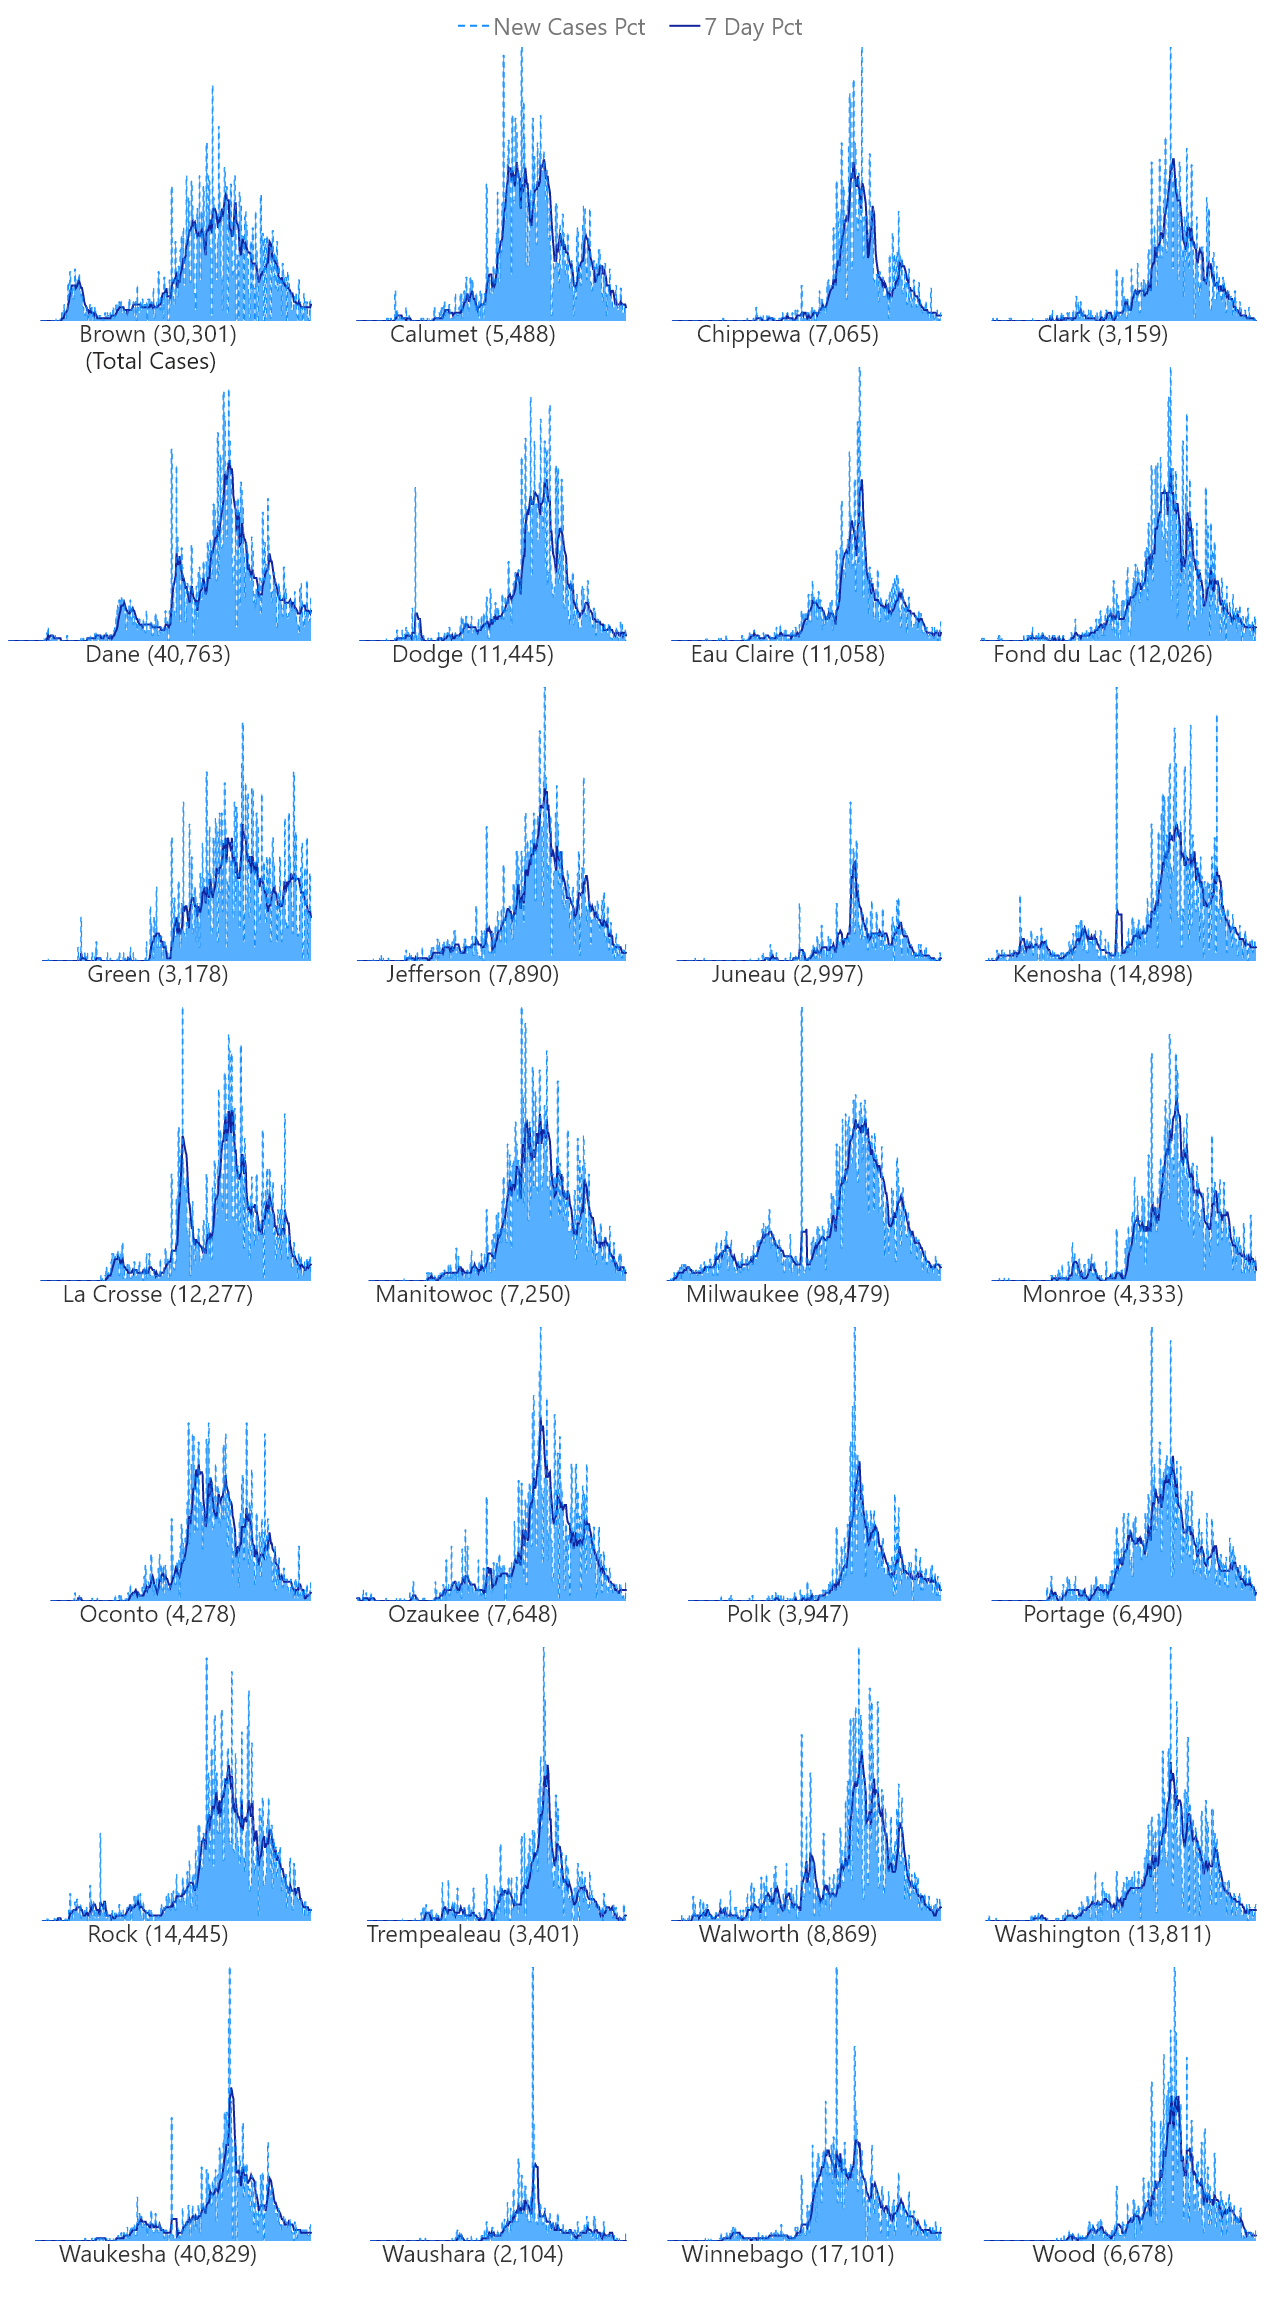 New Cases Pct 7 Day Pct
Brown (30,301) Calumet (5,488) Chippewa (7,065) Clark (3,159)
(Total Cases)
Dane (40,763) Dodge (11,445) Eau Claire (11,058) Fond du Lac (12,026)
Green (3,178) Jefferson (7,890) Juneau (2,997) Kenosha (14,898)
La Crosse (12,277) Manitowoc (7,250) Milwaukee (98,479) Monroe (4,333)
Oconto (4,278) Ozaukee (7,648) Polk (3,947) Portage (6,490)
Rock (14,445) Trempealeau (3,401) Walworth (8,869) Washington (13,811)
Waukesha (40,829) Waushara (2,104) Winnebago (17,101) Wood (6,678)